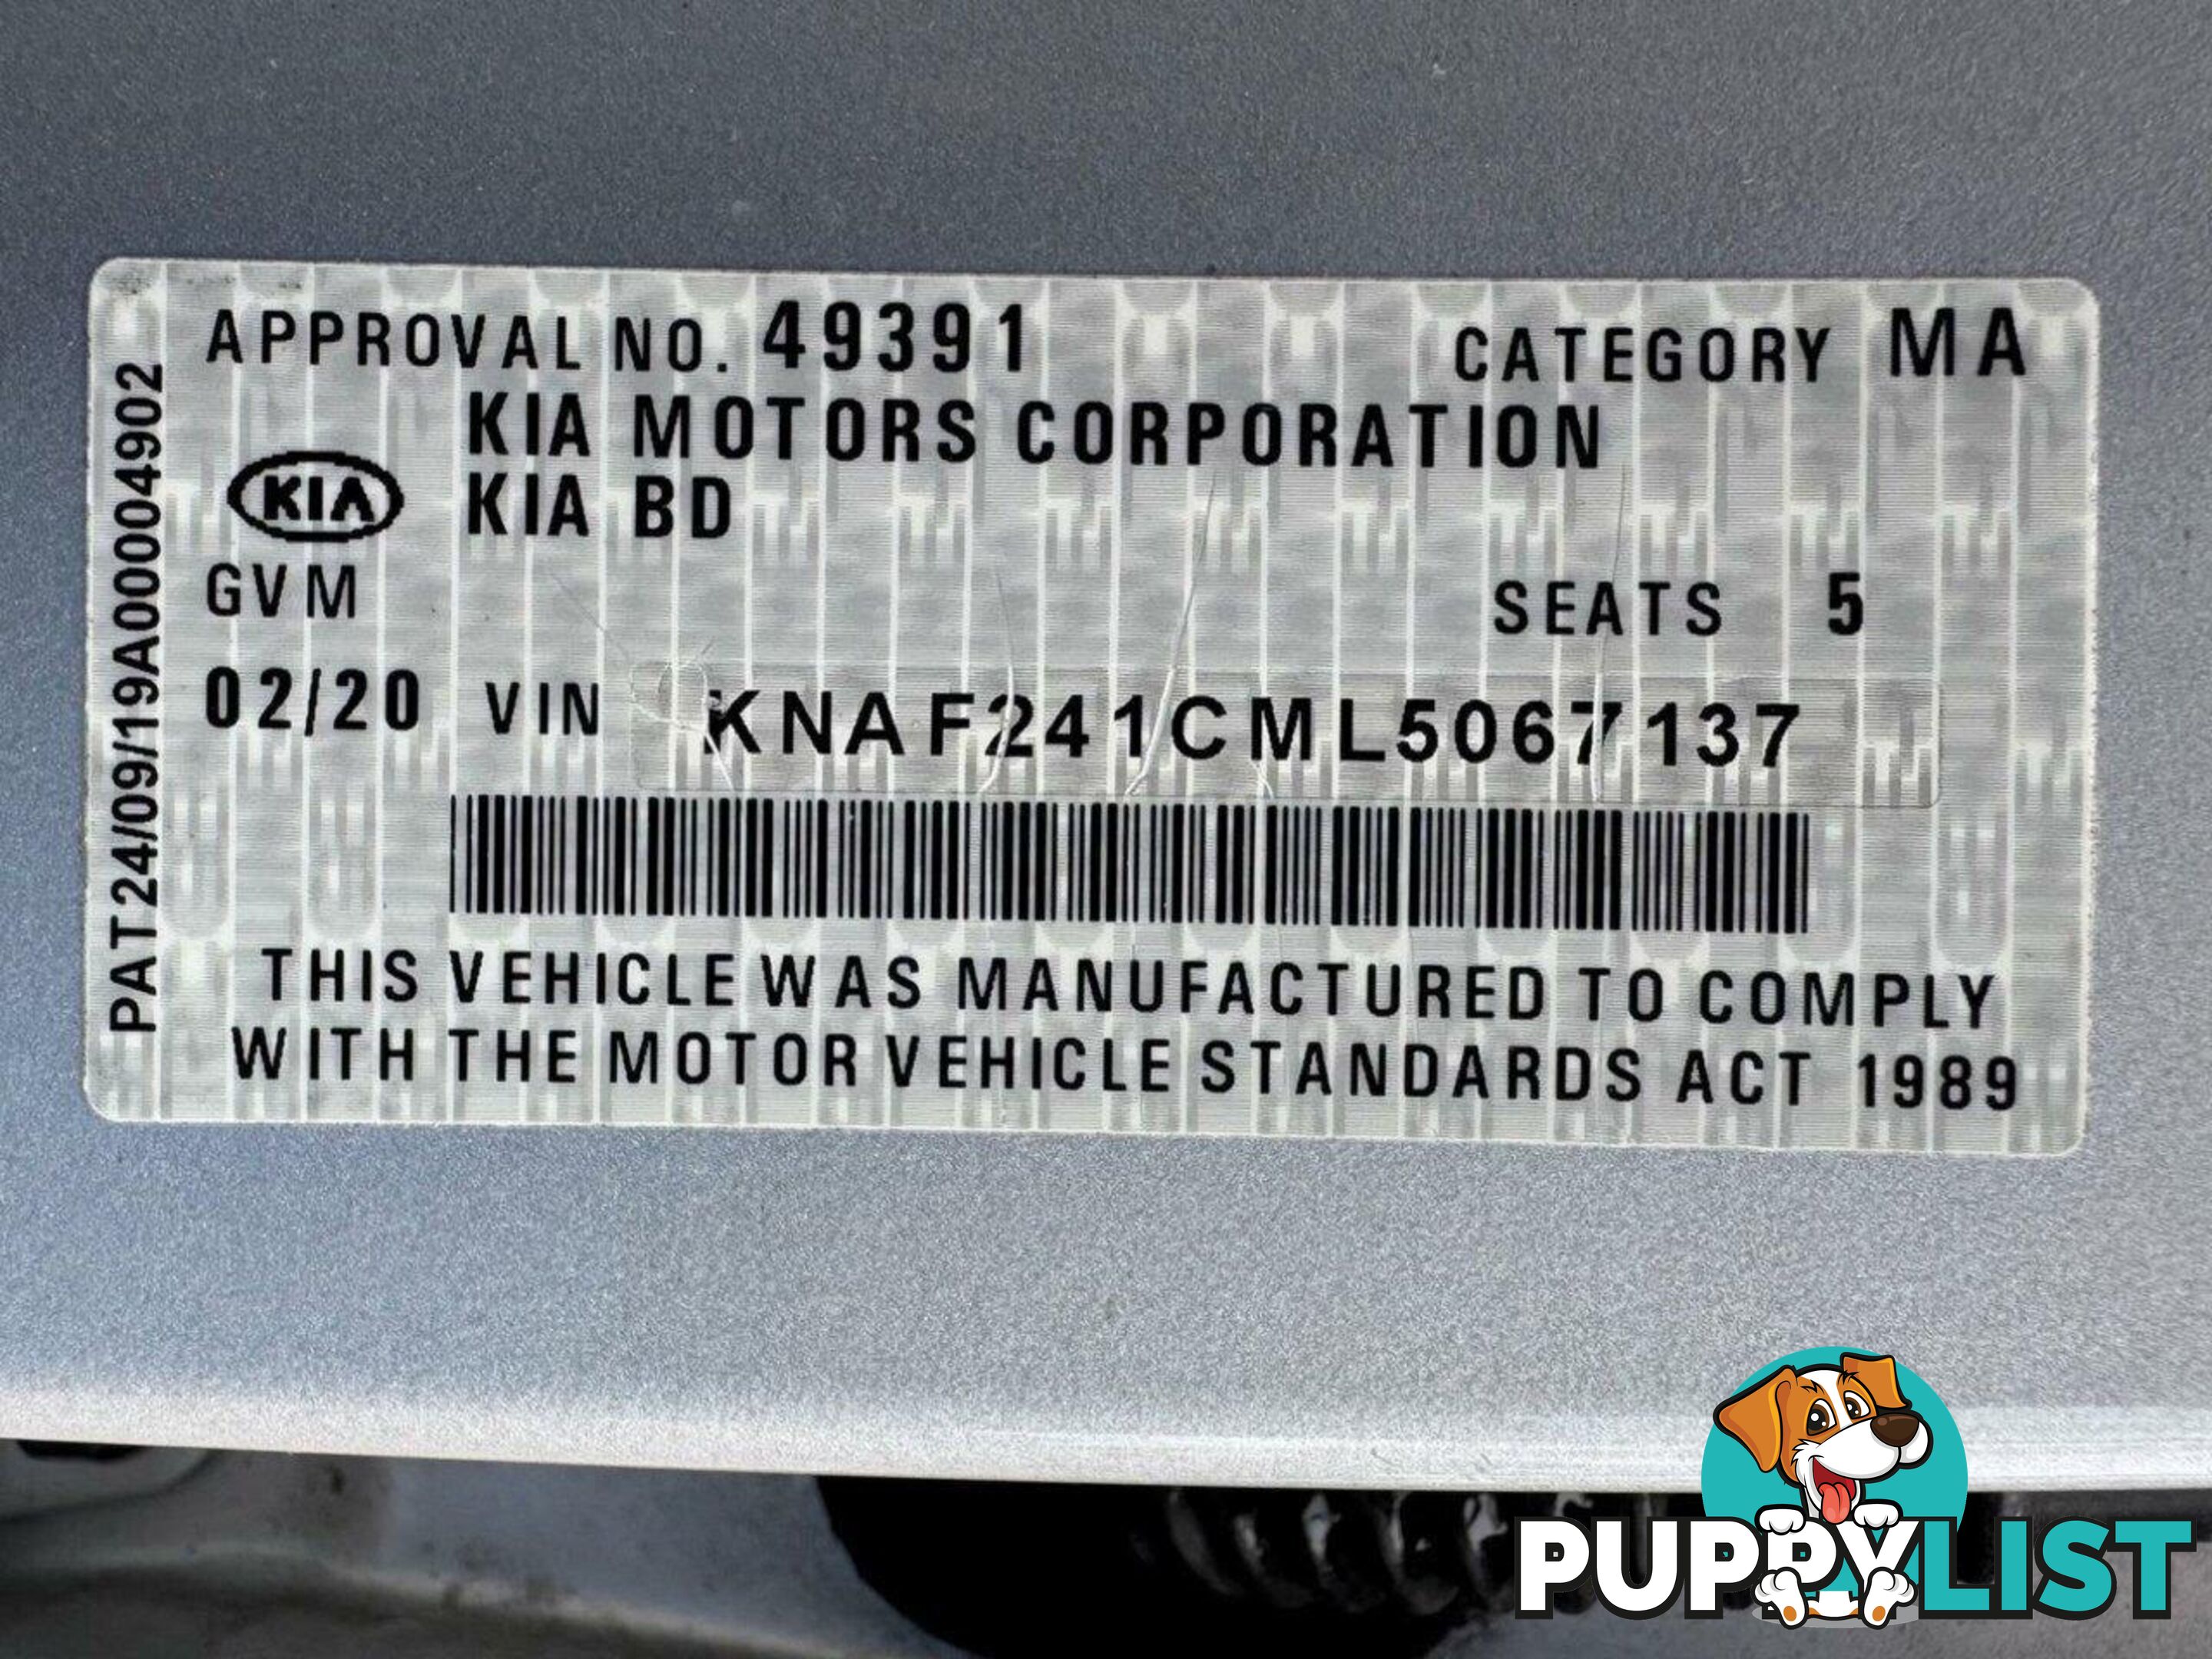 APPROVAL NO. 49391 CATEGORY MA
KIA MOTORS CORPORATION
KIA KIA BD
GVM SEATS 5
02/20 VIN KNAF241CML5067137
THIS VEHICLE WAS MANUFACTURED TO COMPLY
WITH THE MOTOR VEHICLE STANDARDS ACT 1989
PAT24/09/19A00004902
PUPPYLIST